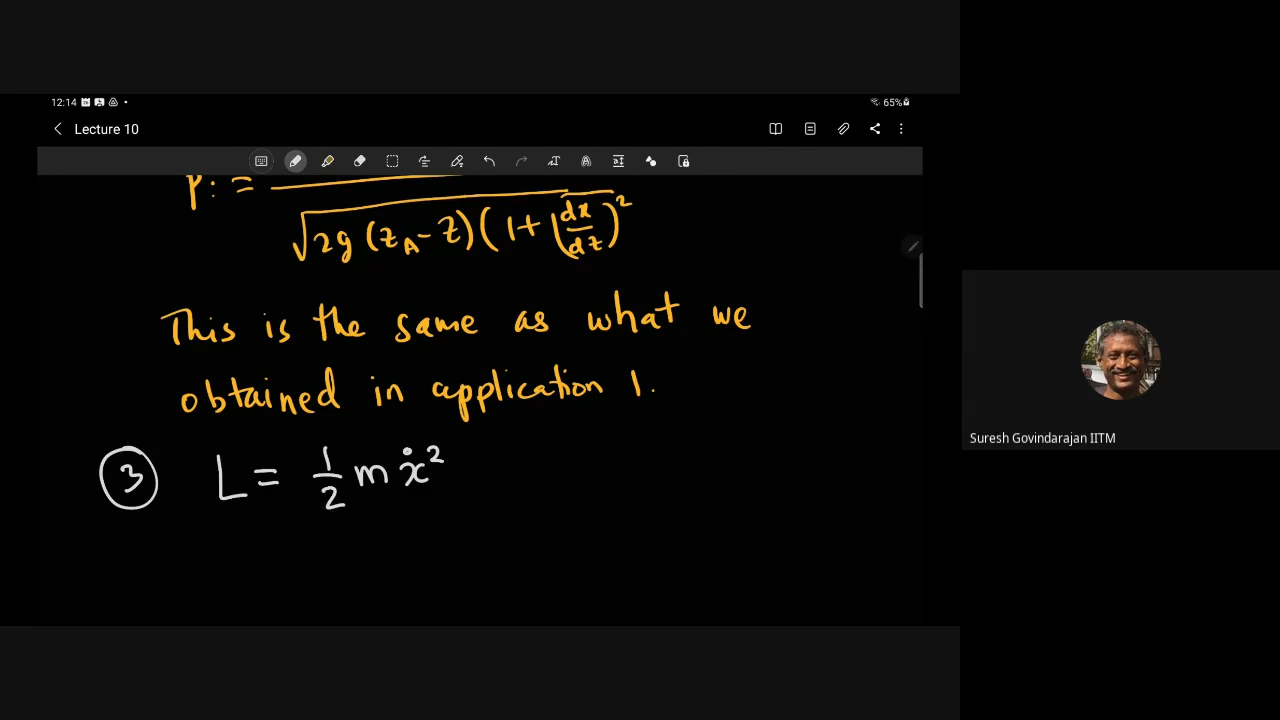 12:14
65%
Lecture 10
p: =
√2g (z_A - z) (1 + (dx/dz)^2
This is the same as what we
obtained in application 1.
③ L = 1/2 m ẋ^2
Suresh Govindarajan IITM